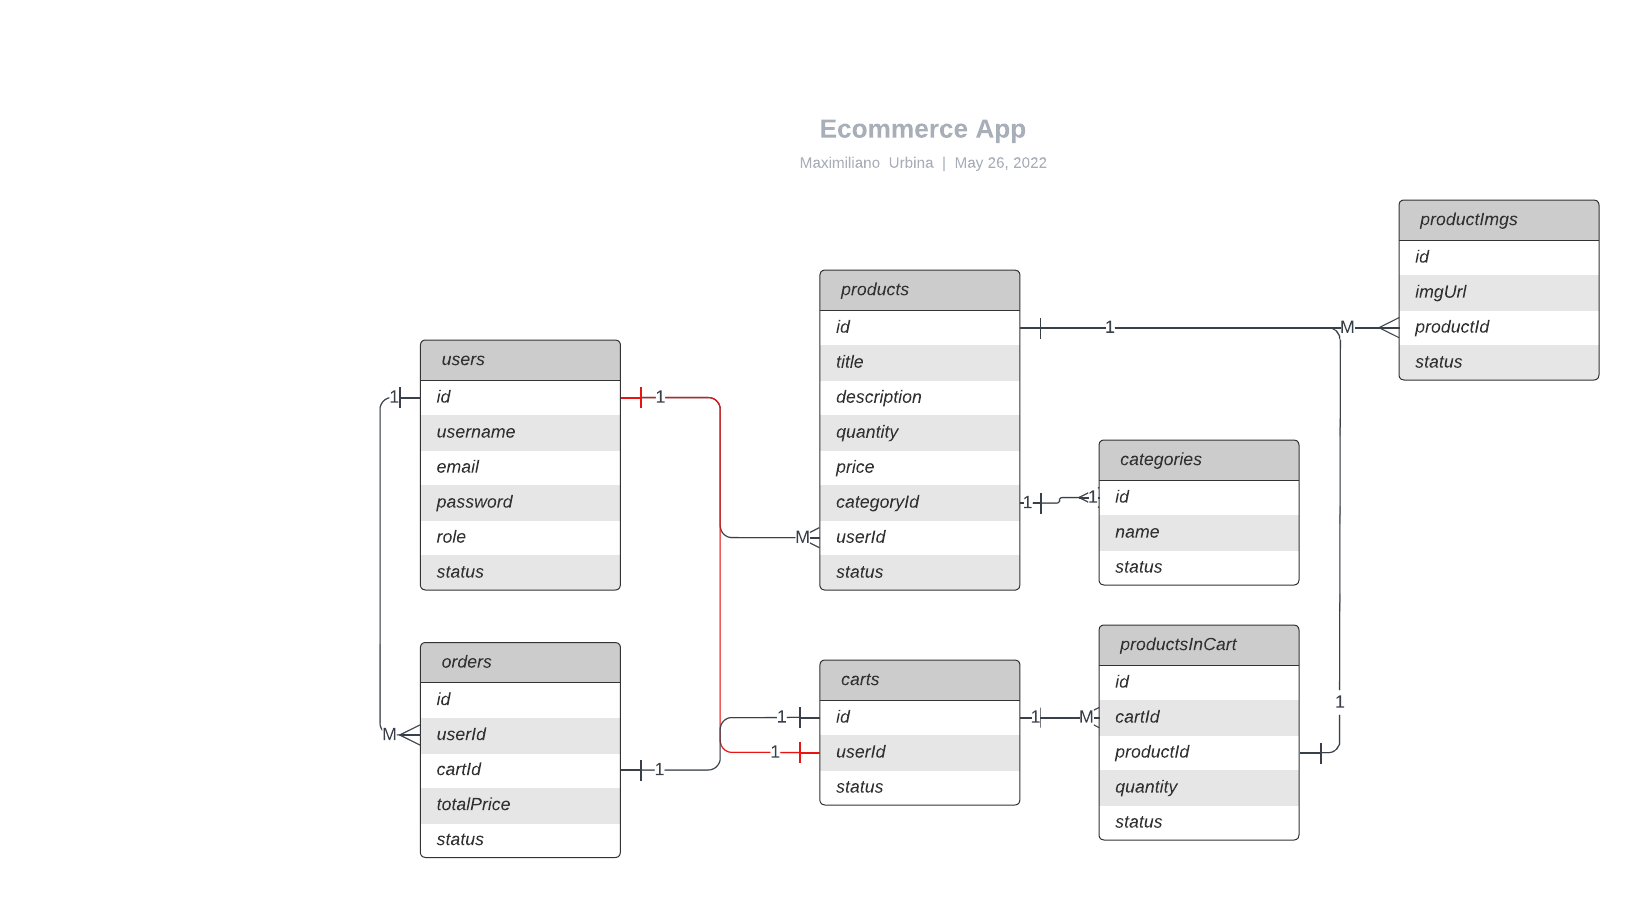 Ecommerce App
Maximiliano Urbina | May 26, 2022
productImgs
id
imgUrl
productId
status
products
id
title
description
quantity
price
categoryId
userId
status
users
id
username
email
password
role
status
categories
id
name
status
orders
id
userId
cartId
totalPrice
status
carts
id
userId
status
productsInCart
id
cartId
productId
quantity
status
1
M
1
1
M
1
1
M
1
1
1
1
M
1
1